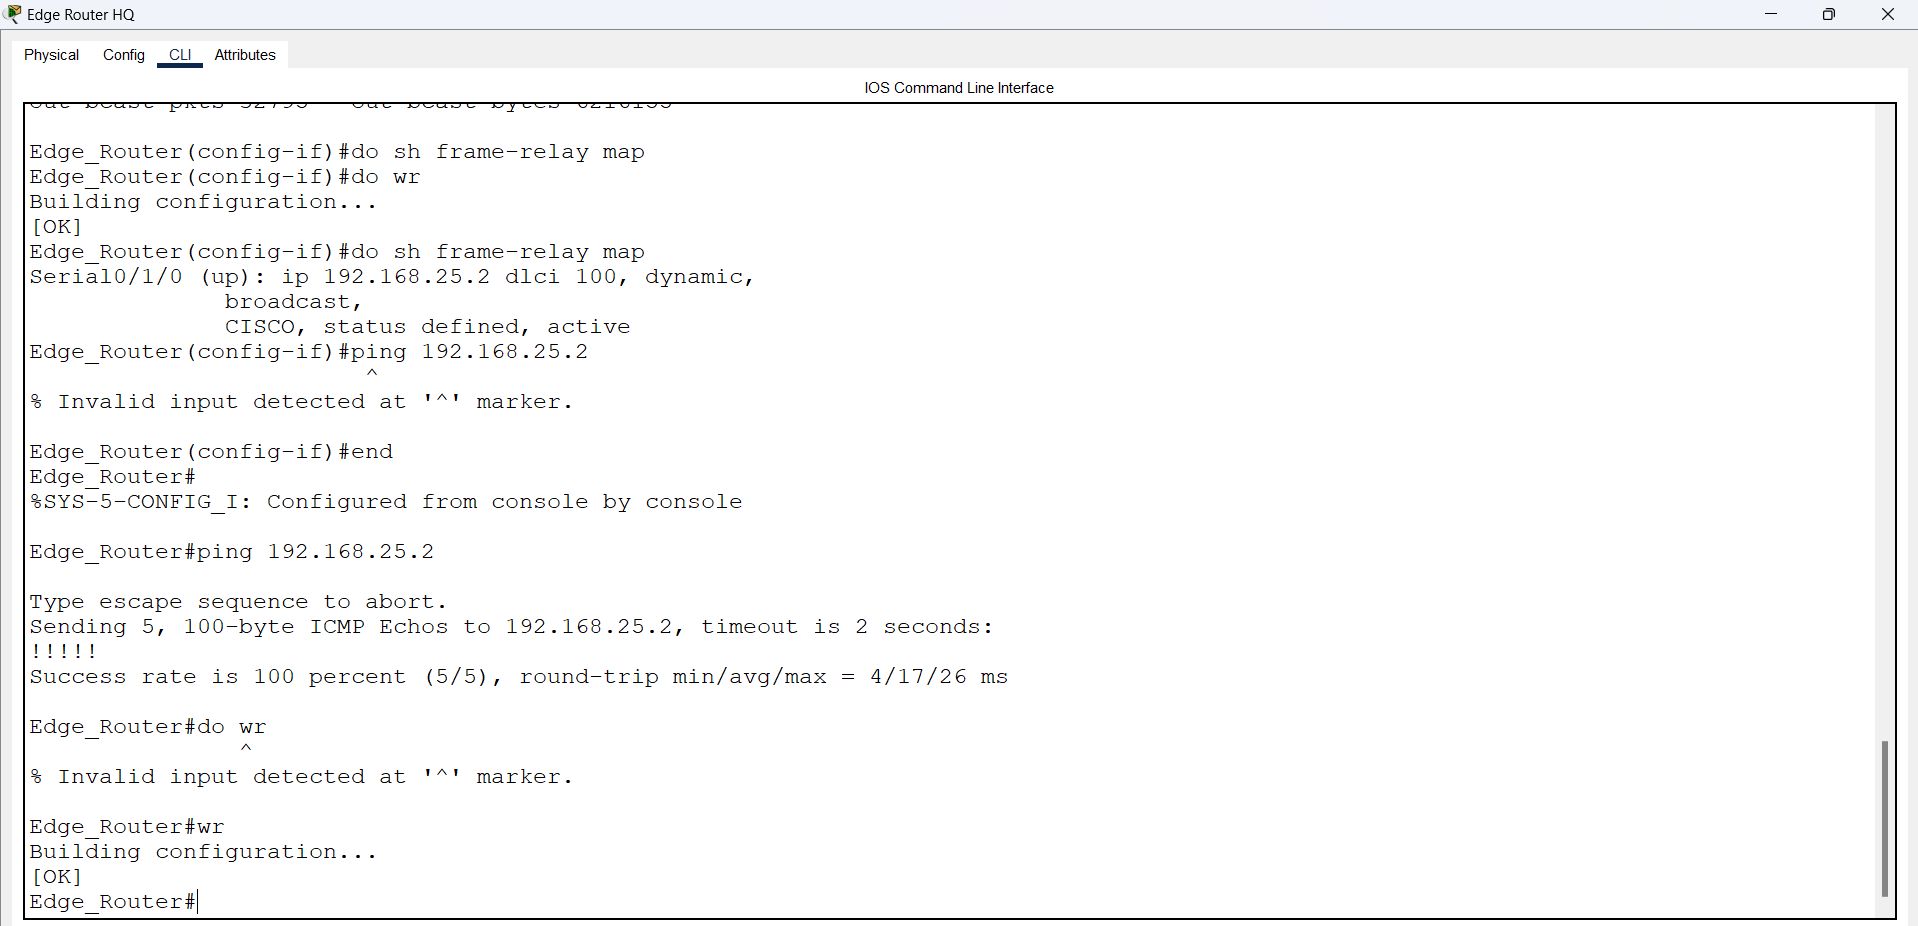 Edge Router HQ
Physical Config CLI Attributes
IOS Command Line Interface
Edge_Router(config-if)#do sh frame-relay map
Edge_Router(config-if)#do wr
Building configuration...
[OK]
Edge_Router(config-if)#do sh frame-relay map
Serial0/1/0 (up): ip 192.168.25.2 dlci 100, dynamic,
broadcast,
CISCO, status defined, active
Edge_Router(config-if)#ping 192.168.25.2
^
% Invalid input detected at '^' marker.
Edge_Router(config-if)#end
Edge_Router#
%SYS-5-CONFIG_I: Configured from console by console
Edge_Router#ping 192.168.25.2
Type escape sequence to abort.
Sending 5, 100-byte ICMP Echos to 192.168.25.2, timeout is 2 seconds:
!!!!!
Success rate is 100 percent (5/5), round-trip min/avg/max = 4/17/26 ms
Edge_Router#do wr
^
% Invalid input detected at '^' marker.
Edge_Router#wr
Building configuration...
[OK]
Edge_Router#